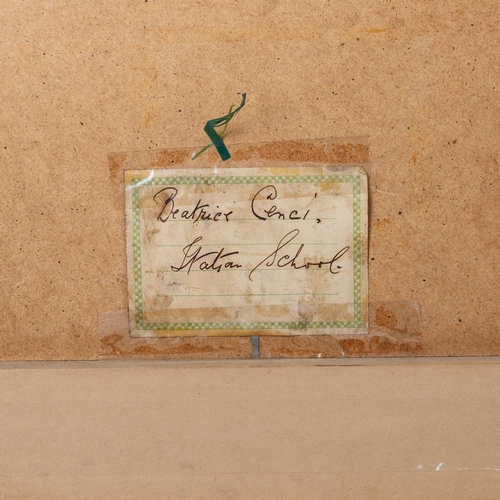 Beatrice Cenci.
Italian School.